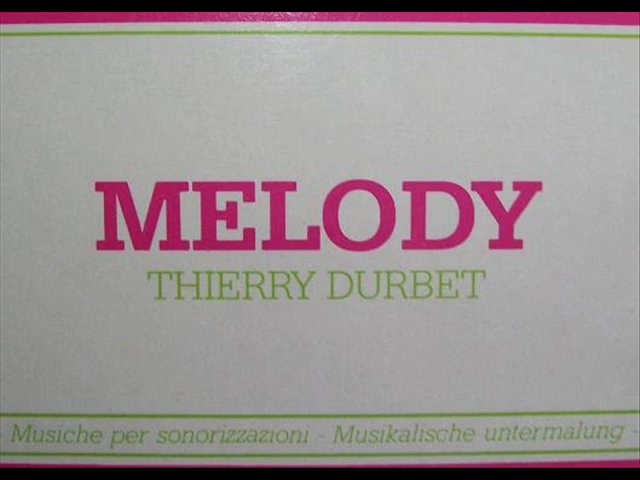 MELODY
THIERRY DURBET
- Musiche per sonorizzazioni - Musikalische untermalung -